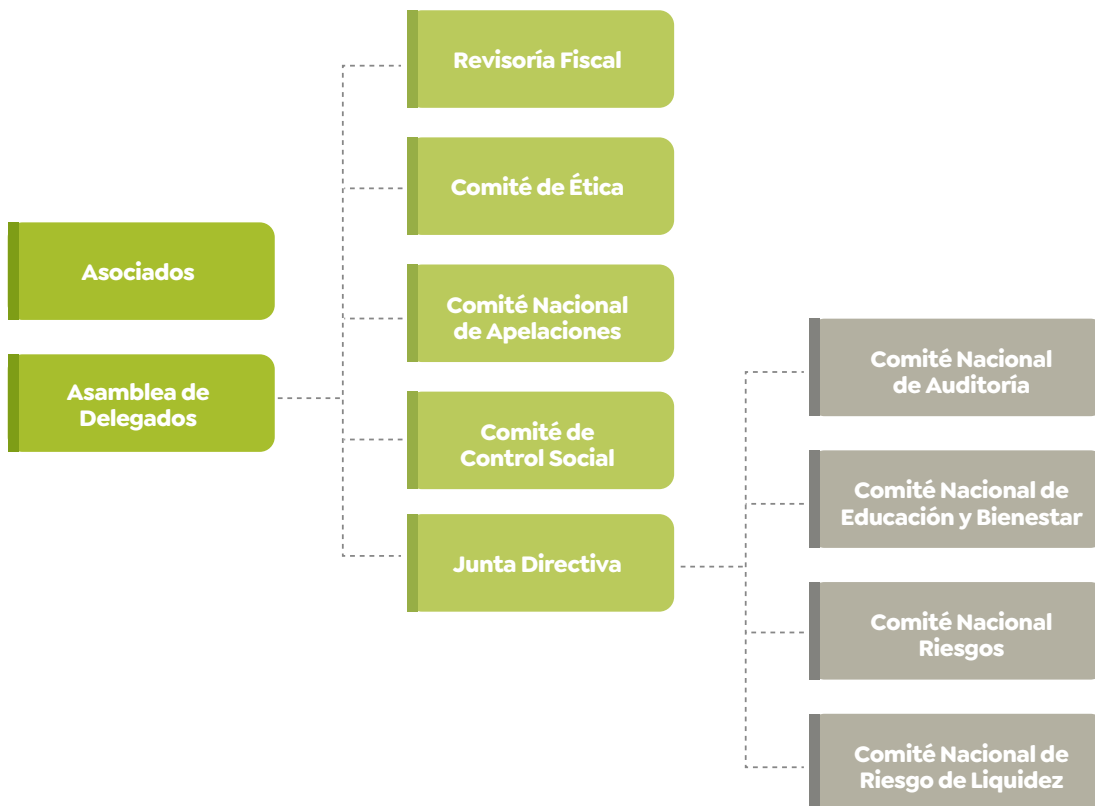 Asociados
Asamblea de
Delegados
Revisoría Fiscal
Comité de Ética
Comité Nacional
de Apelaciones
Comité de
Control Social
Junta Directiva
Comité Nacional
de Auditoría
Comité Nacional de
Educación y Bienestar
Comité Nacional
Riesgos
Comité Nacional de
Riesgo de Liquidez